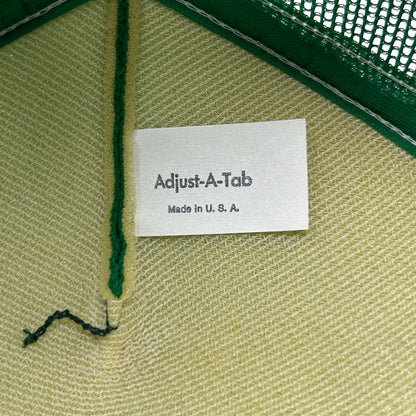 Adjust-A-Tab
Made in U. S. A.